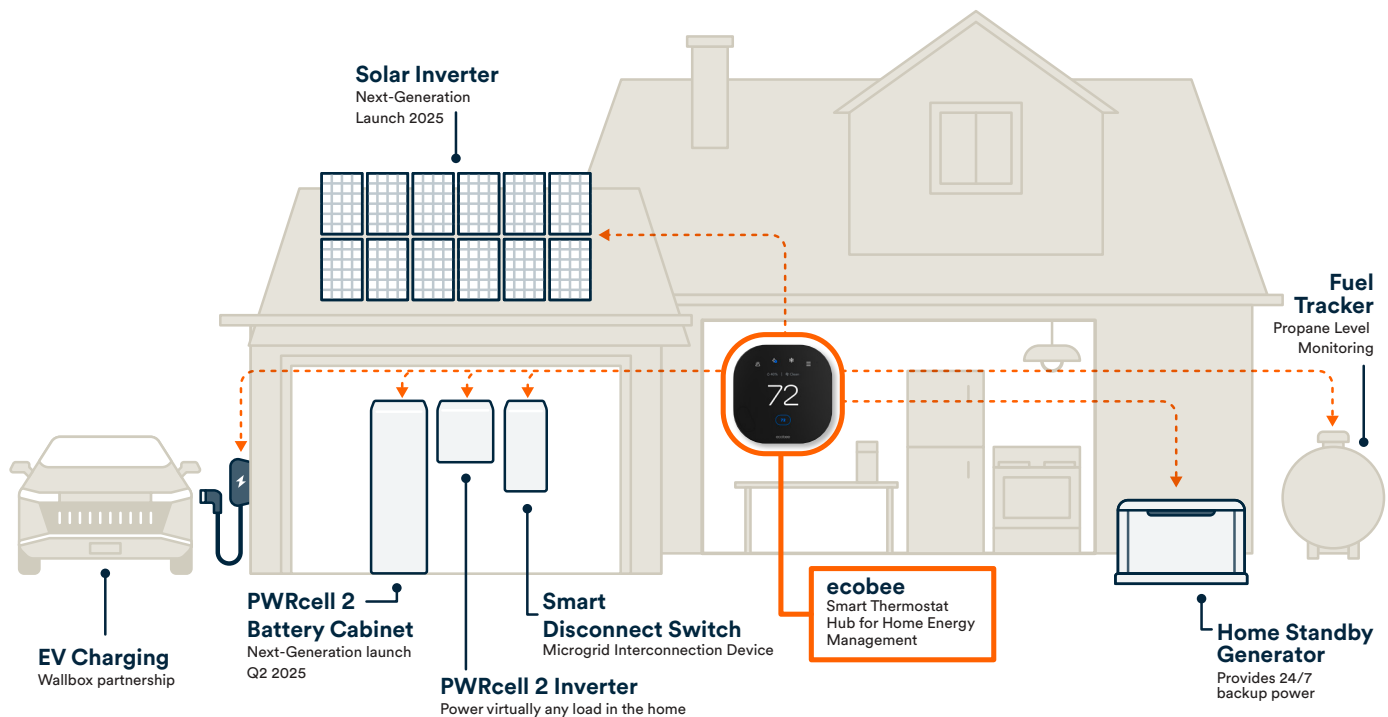 Solar Inverter
Next-Generation
Launch 2025
Fuel
Tracker
Propane Level
Monitoring
72
ecobee
ecobee
Smart Thermostat
Hub for Home Energy
Management
PWRcell 2
Battery Cabinet
Next-Generation launch
Q2 2025
Smart
Disconnect Switch
Microgrid Interconnection Device
Home Standby
Generator
Provides 24/7
backup power
EV Charging
Wallbox partnership
PWRcell 2 Inverter
Power virtually any load in the home